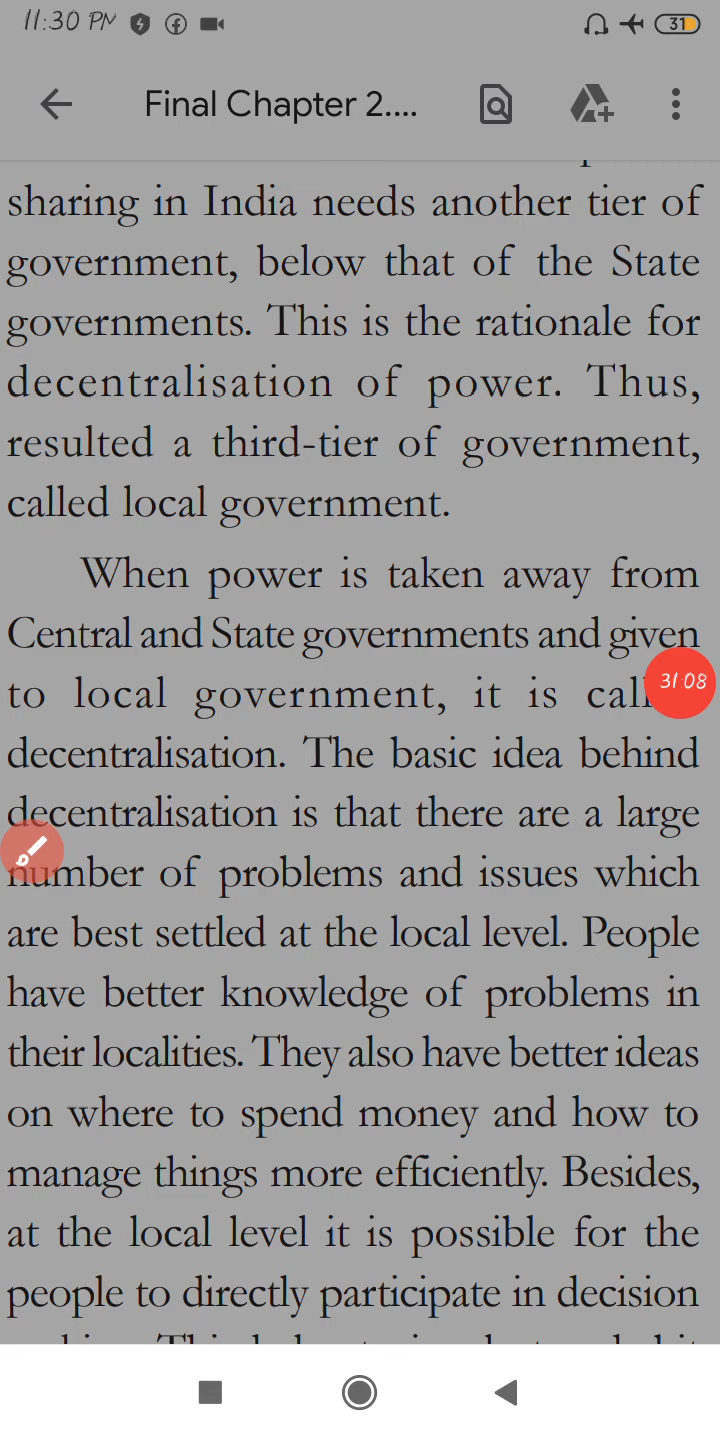 11:30 PM
31
Final Chapter 2....
sharing in India needs another tier of
government, below that of the State
governments. This is the rationale for
decentralisation of power. Thus,
resulted a third-tier of government,
called local government.
When power is taken away from
Central and State governments and given
to local government, it is call
31:08
decentralisation. The basic idea behind
decentralisation is that there are a large
number of problems and issues which
are best settled at the local level. People
have better knowledge of problems in
their localities. They also have better ideas
on where to spend money and how to
manage things more efficiently. Besides,
at the local level it is possible for the
people to directly participate in decision